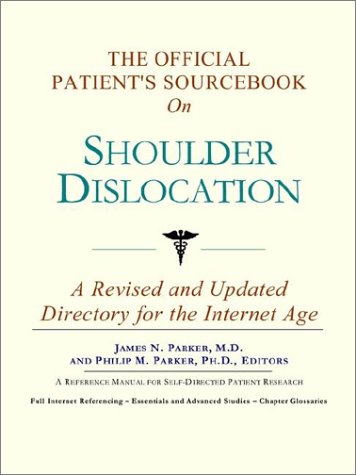 THE OFFICIAL
PATIENT'S SOURCEBOOK
On
SHOULDER
DISLOCATION
A Revised and Updated
Directory for the Internet Age
JAMES N. PARKER, M.D.
AND PHILIP M. PARKER, PH.D., EDITORS
A REFERENCE MANUAL FOR SELF-DIRECTED PATIENT RESEARCH
Full Internet Referencing ~ Essentials and Advanced Studies ~ Chapter Glossaries